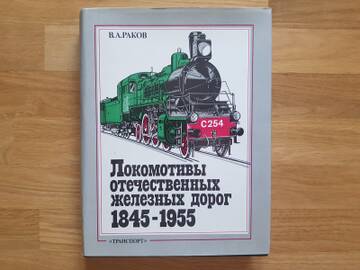 В.А.РАКОВ
С254
Локомотивы
отечественных
железных дорог
1845-1955
«ТРАНСПОРТ»